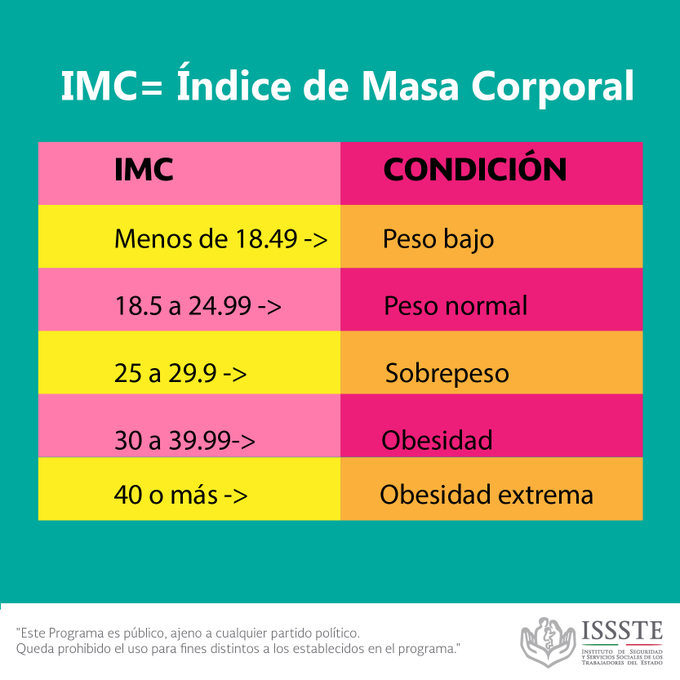 IMC= Índice de Masa Corporal
IMC CONDICIÓN
Menos de 18.49 -> Peso bajo
18.5 a 24.99 -> Peso normal
25 a 29.9 -> Sobrepeso
30 a 39.99-> Obesidad
40 o más -> Obesidad extrema
"Este Programa es público, ajeno a cualquier partido político.
Queda prohibido el uso para fines distintos a los establecidos en el programa."
ISSSTE
INSTITUTO DE SEGURIDAD
Y SERVICIOS SOCIALES DE LOS
TRABAJADORES DEL ESTADO